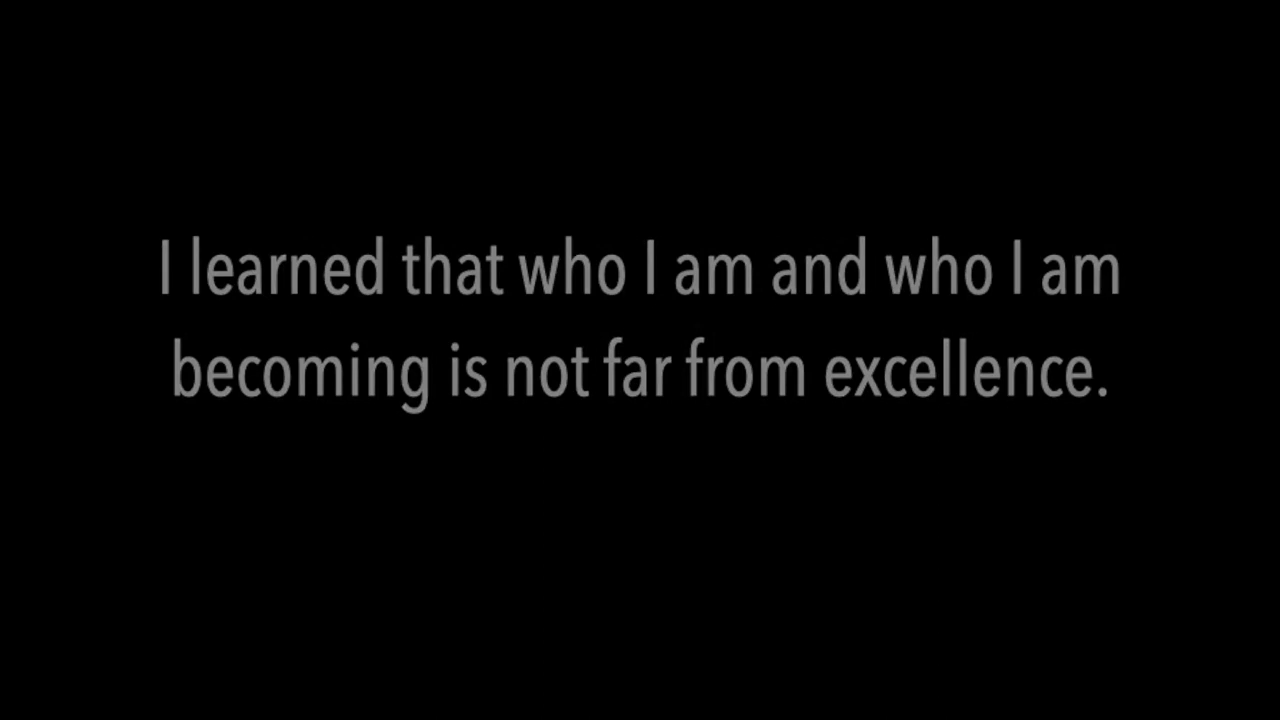 I learned that who I am and who I am
becoming is not far from excellence.